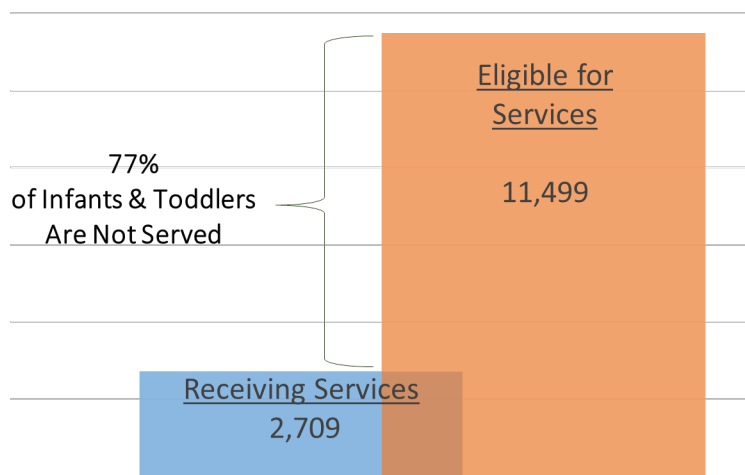 Eligible for
Services
11,499
77%
of Infants & Toddlers
Are Not Served
Receiving Services
2,709